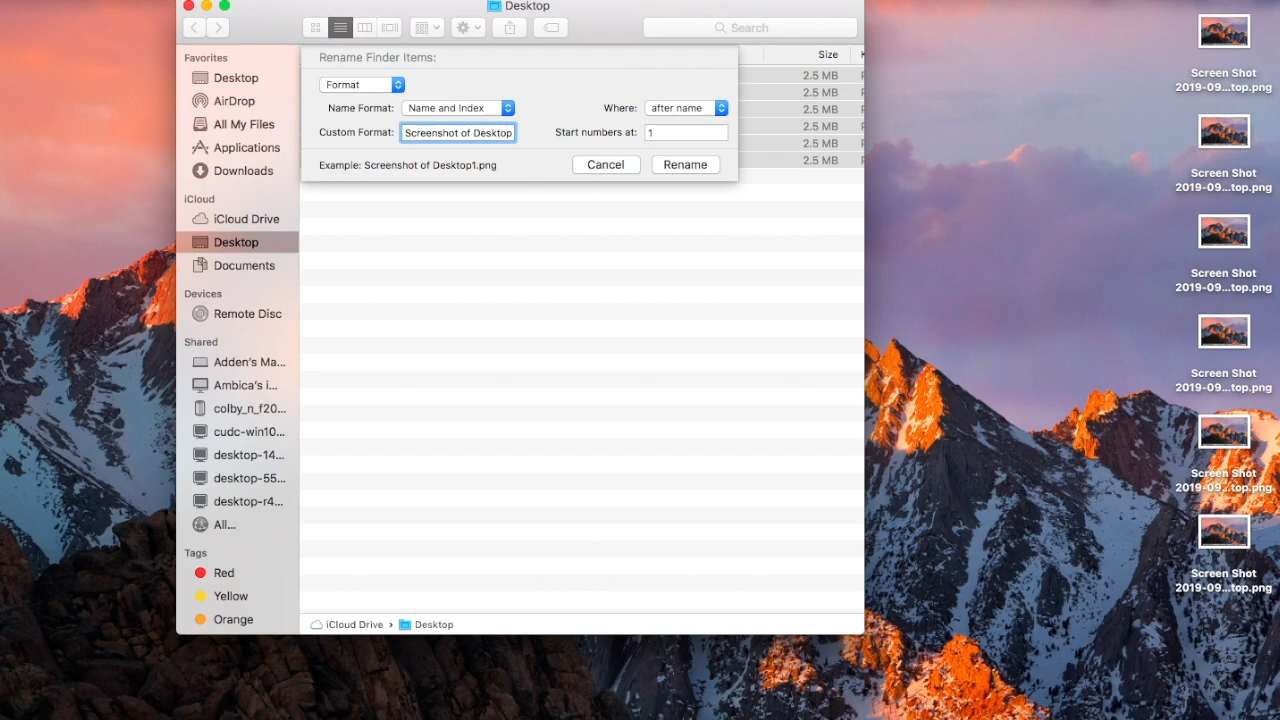 Desktop
Search
Favorites
Desktop
AirDrop
All My Files
Applications
Downloads
iCloud
iCloud Drive
Desktop
Documents
Devices
Remote Disc
Shared
Adden's Ma...
Ambica's i...
colby_n_f20...
cudc-win10...
desktop-14...
desktop-55...
desktop-r4...
All...
Tags
Red
Yellow
Orange
Rename Finder Items:
Format
Name Format: Name and Index Where: after name
Custom Format: Screenshot of Desktop Start numbers at: 1
Example: Screenshot of Desktop1.png Cancel Rename
Size
2.5 MB
2.5 MB
2.5 MB
2.5 MB
2.5 MB
2.5 MB
iCloud Drive › Desktop
Screen Shot
2019-09...top.png
Screen Shot
2019-09...top.png
Screen Shot
2019-09...top.png
Screen Shot
2019-09...top.png
Screen Shot
2019-09...top.png
Screen Shot
2019-09...top.png